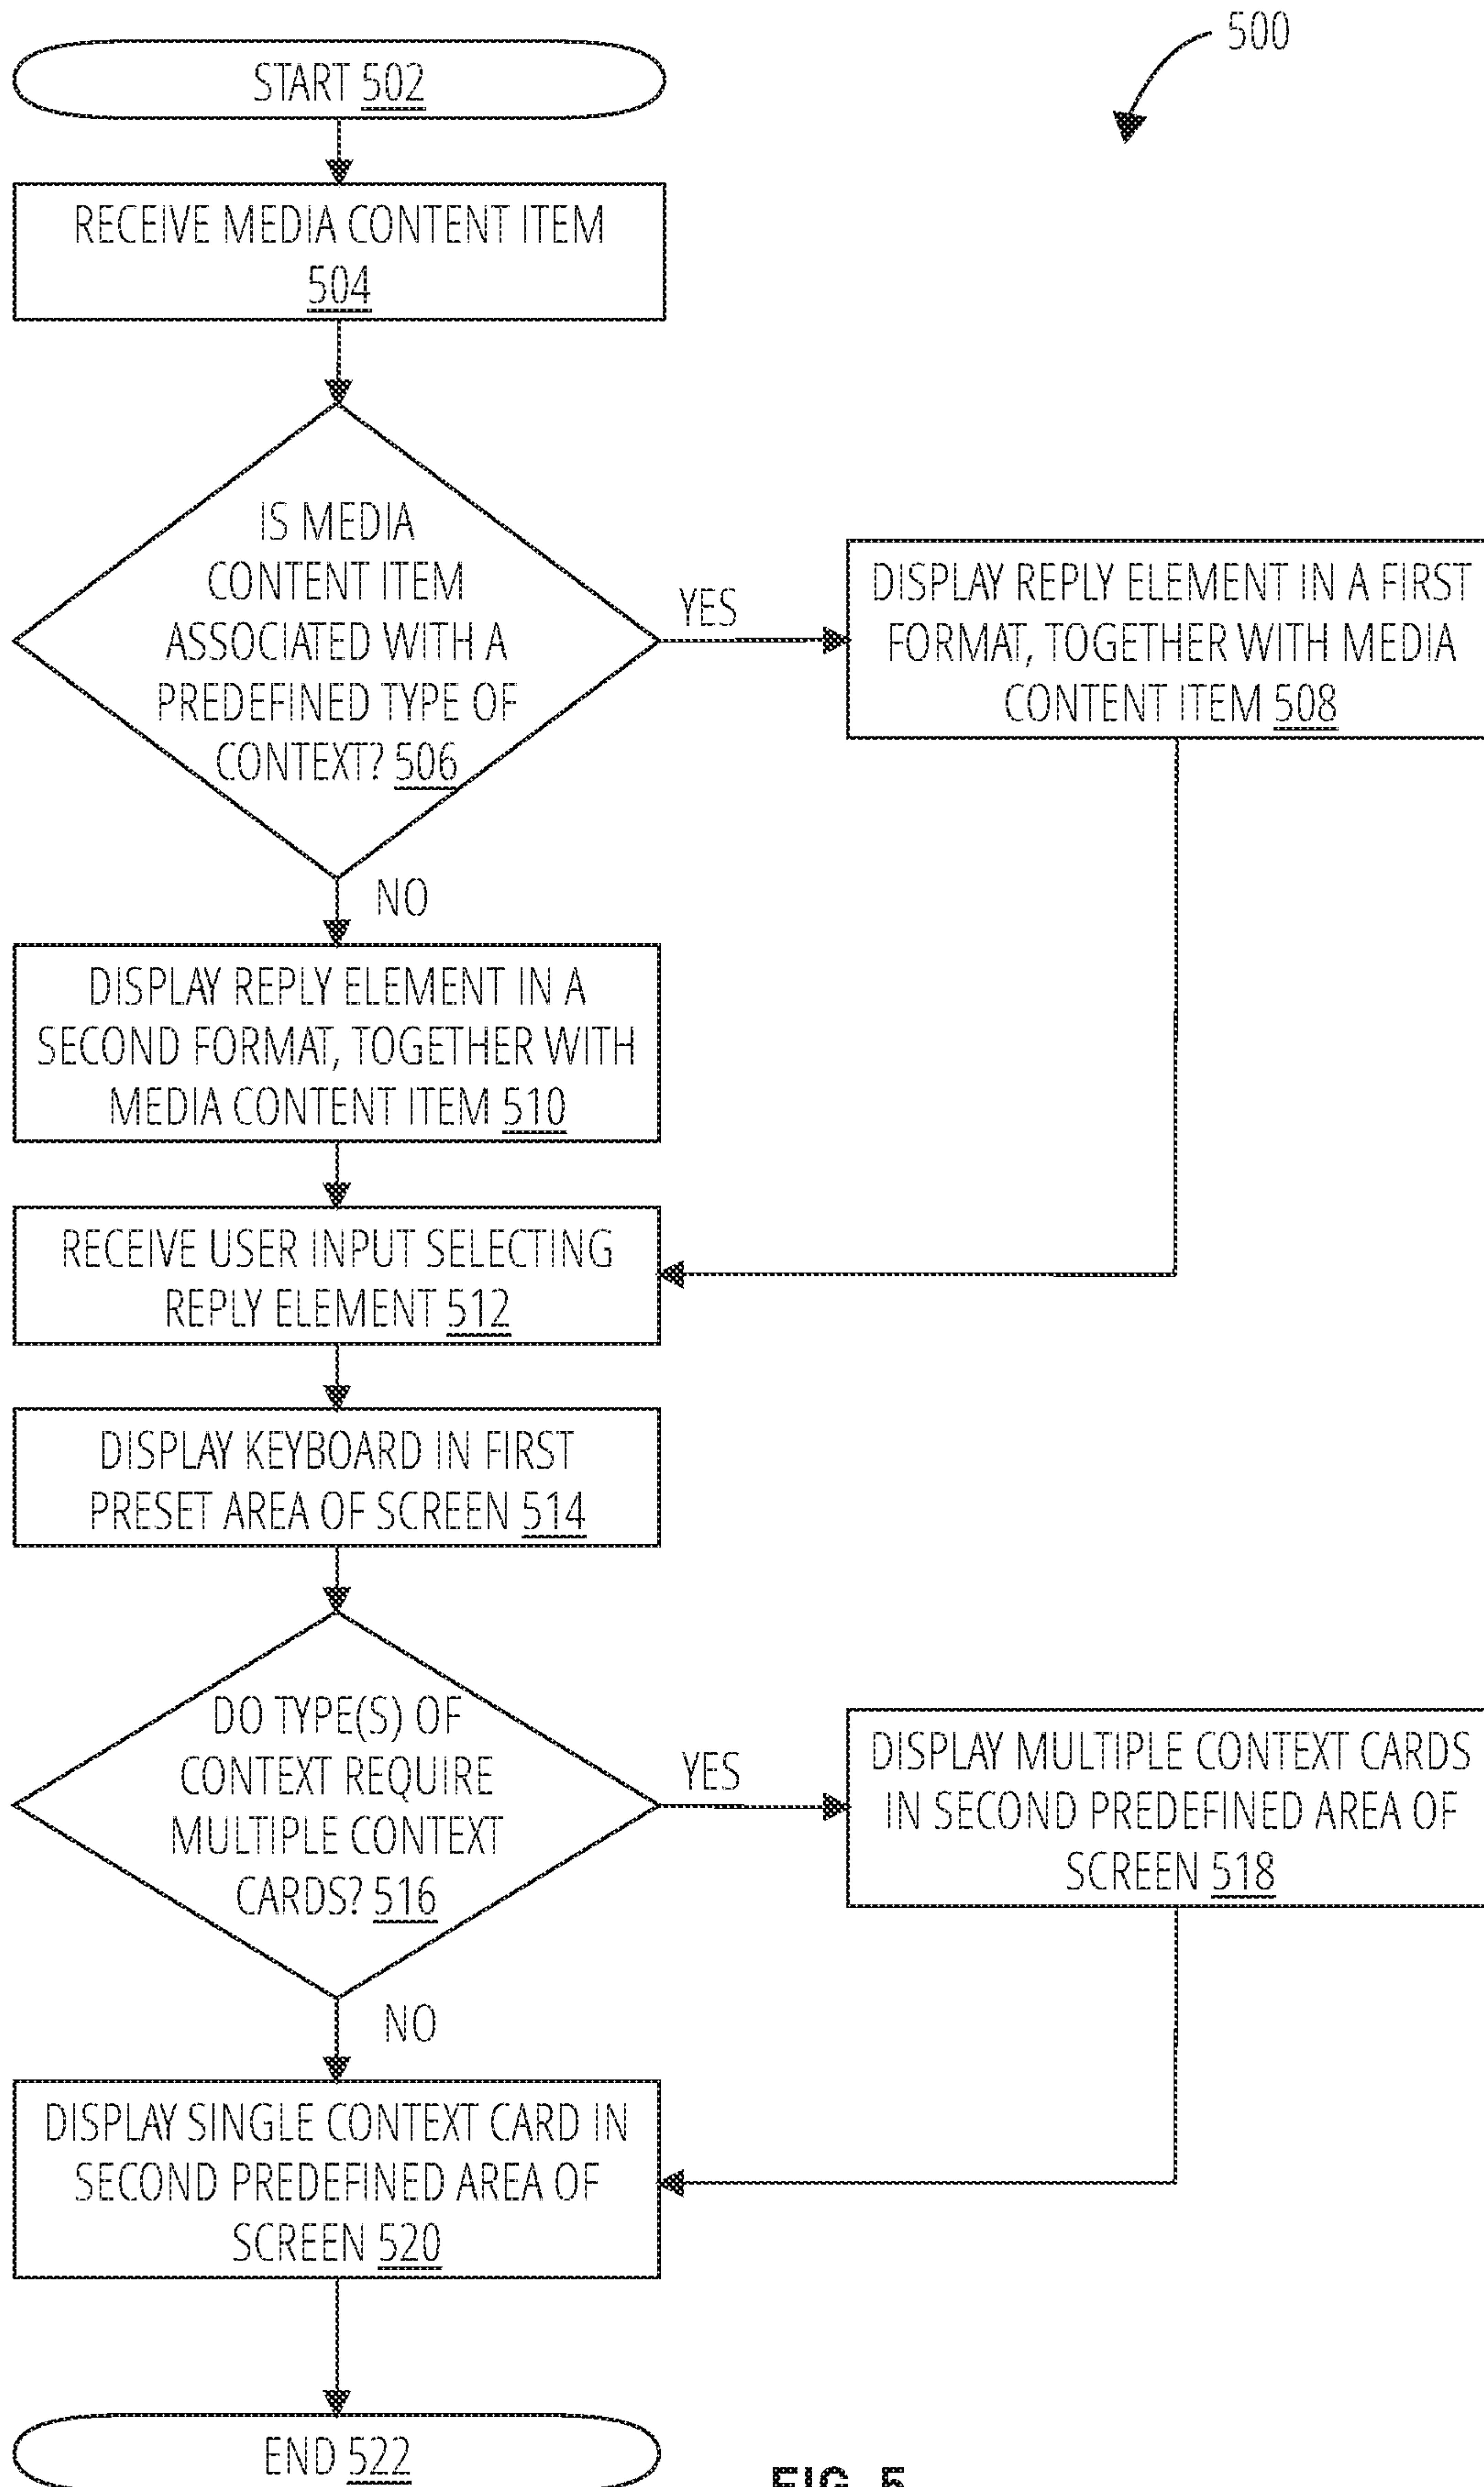 500
START 502
RECEIVE MEDIA CONTENT ITEM
504
IS MEDIA
CONTENT ITEM
ASSOCIATED WITH A
PREDEFINED TYPE OF
CONTEXT? 506
YES
DISPLAY REPLY ELEMENT IN A FIRST
FORMAT, TOGETHER WITH MEDIA
CONTENT ITEM 508
NO
DISPLAY REPLY ELEMENT IN A
SECOND FORMAT, TOGETHER WITH
MEDIA CONTENT ITEM 510
RECEIVE USER INPUT SELECTING
REPLY ELEMENT 512
DISPLAY KEYBOARD IN FIRST
PRESET AREA OF SCREEN 514
DO TYPE(S) OF
CONTEXT REQUIRE
MULTIPLE CONTEXT
CARDS? 516
YES
DISPLAY MULTIPLE CONTEXT CARDS
IN SECOND PREDEFINED AREA OF
SCREEN 518
NO
DISPLAY SINGLE CONTEXT CARD IN
SECOND PREDEFINED AREA OF
SCREEN 520
END 522
FIG. 5